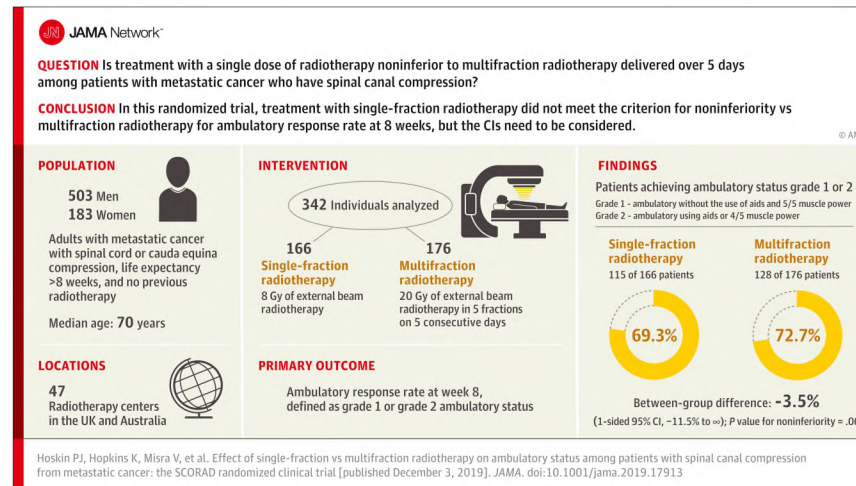 JN JAMA Network™
QUESTION Is treatment with a single dose of radiotherapy noninferior to multifraction radiotherapy delivered over 5 days
among patients with metastatic cancer who have spinal canal compression?
CONCLUSION In this randomized trial, treatment with single-fraction radiotherapy did not meet the criterion for noninferiority vs
multifraction radiotherapy for ambulatory response rate at 8 weeks, but the CIs need to be considered.
©
POPULATION
503 Men
183 Women
Adults with metastatic cancer
with spinal cord or cauda equina
compression, life expectancy
>8 weeks, and no previous
radiotherapy
Median age: 70 years
LOCATIONS
47
Radiotherapy centers
in the UK and Australia
INTERVENTION
342 Individuals analyzed
166
Single-fraction
radiotherapy
8 Gy of external beam
radiotherapy
176
Multifraction
radiotherapy
20 Gy of external beam
radiotherapy in 5 fractions
on 5 consecutive days
PRIMARY OUTCOME
Ambulatory response rate at week 8,
defined as grade 1 or grade 2 ambulatory status
FINDINGS
Patients achieving ambulatory status grade 1 or 2
Grade 1 - ambulatory without the use of aids and 5/5 muscle power
Grade 2 - ambulatory using aids or 4/5 muscle power
Single-fraction
radiotherapy
115 of 166 patients
69.3%
Multifraction
radiotherapy
128 of 176 patients
72.7%
Between-group difference: -3.5%
(1-sided 95% CI, −11.5% to ∞); P value for noninferiority =
Hoskin PJ, Hopkins K, Misra V, et al. Effect of single-fraction vs multifraction radiotherapy on ambulatory status among patients with spinal canal compression
from metastatic cancer: the SCORAD randomized clinical trial [published December 3, 2019]. JAMA. doi:10.1001/jama.2019.17913